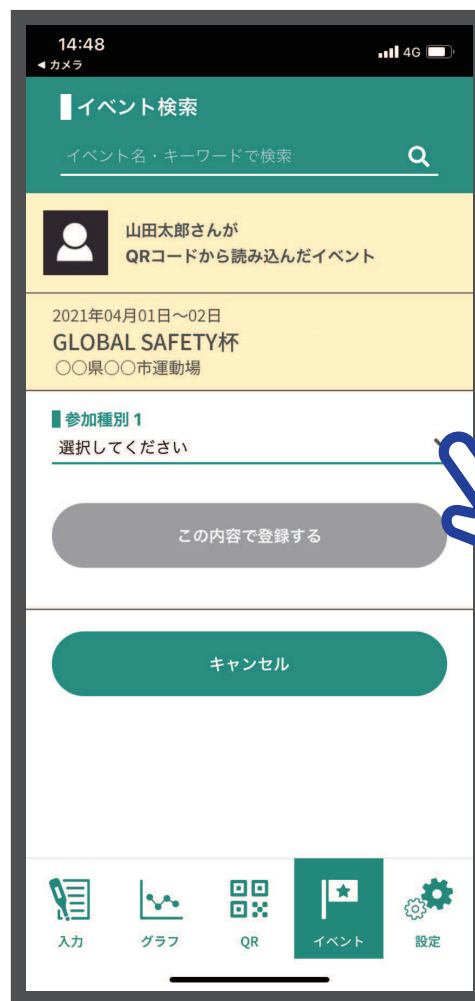 14:48
4G
◀ カメラ
イベント検索
イベント名・キーワードで検索
山田太郎さんが
QRコードから読み込んだイベント
2021年04月01日～02日
GLOBAL SAFETY杯
○○県○○市運動場
参加種別 1
選択してください
この内容で登録する
キャンセル
入力 グラフ QR イベント 設定